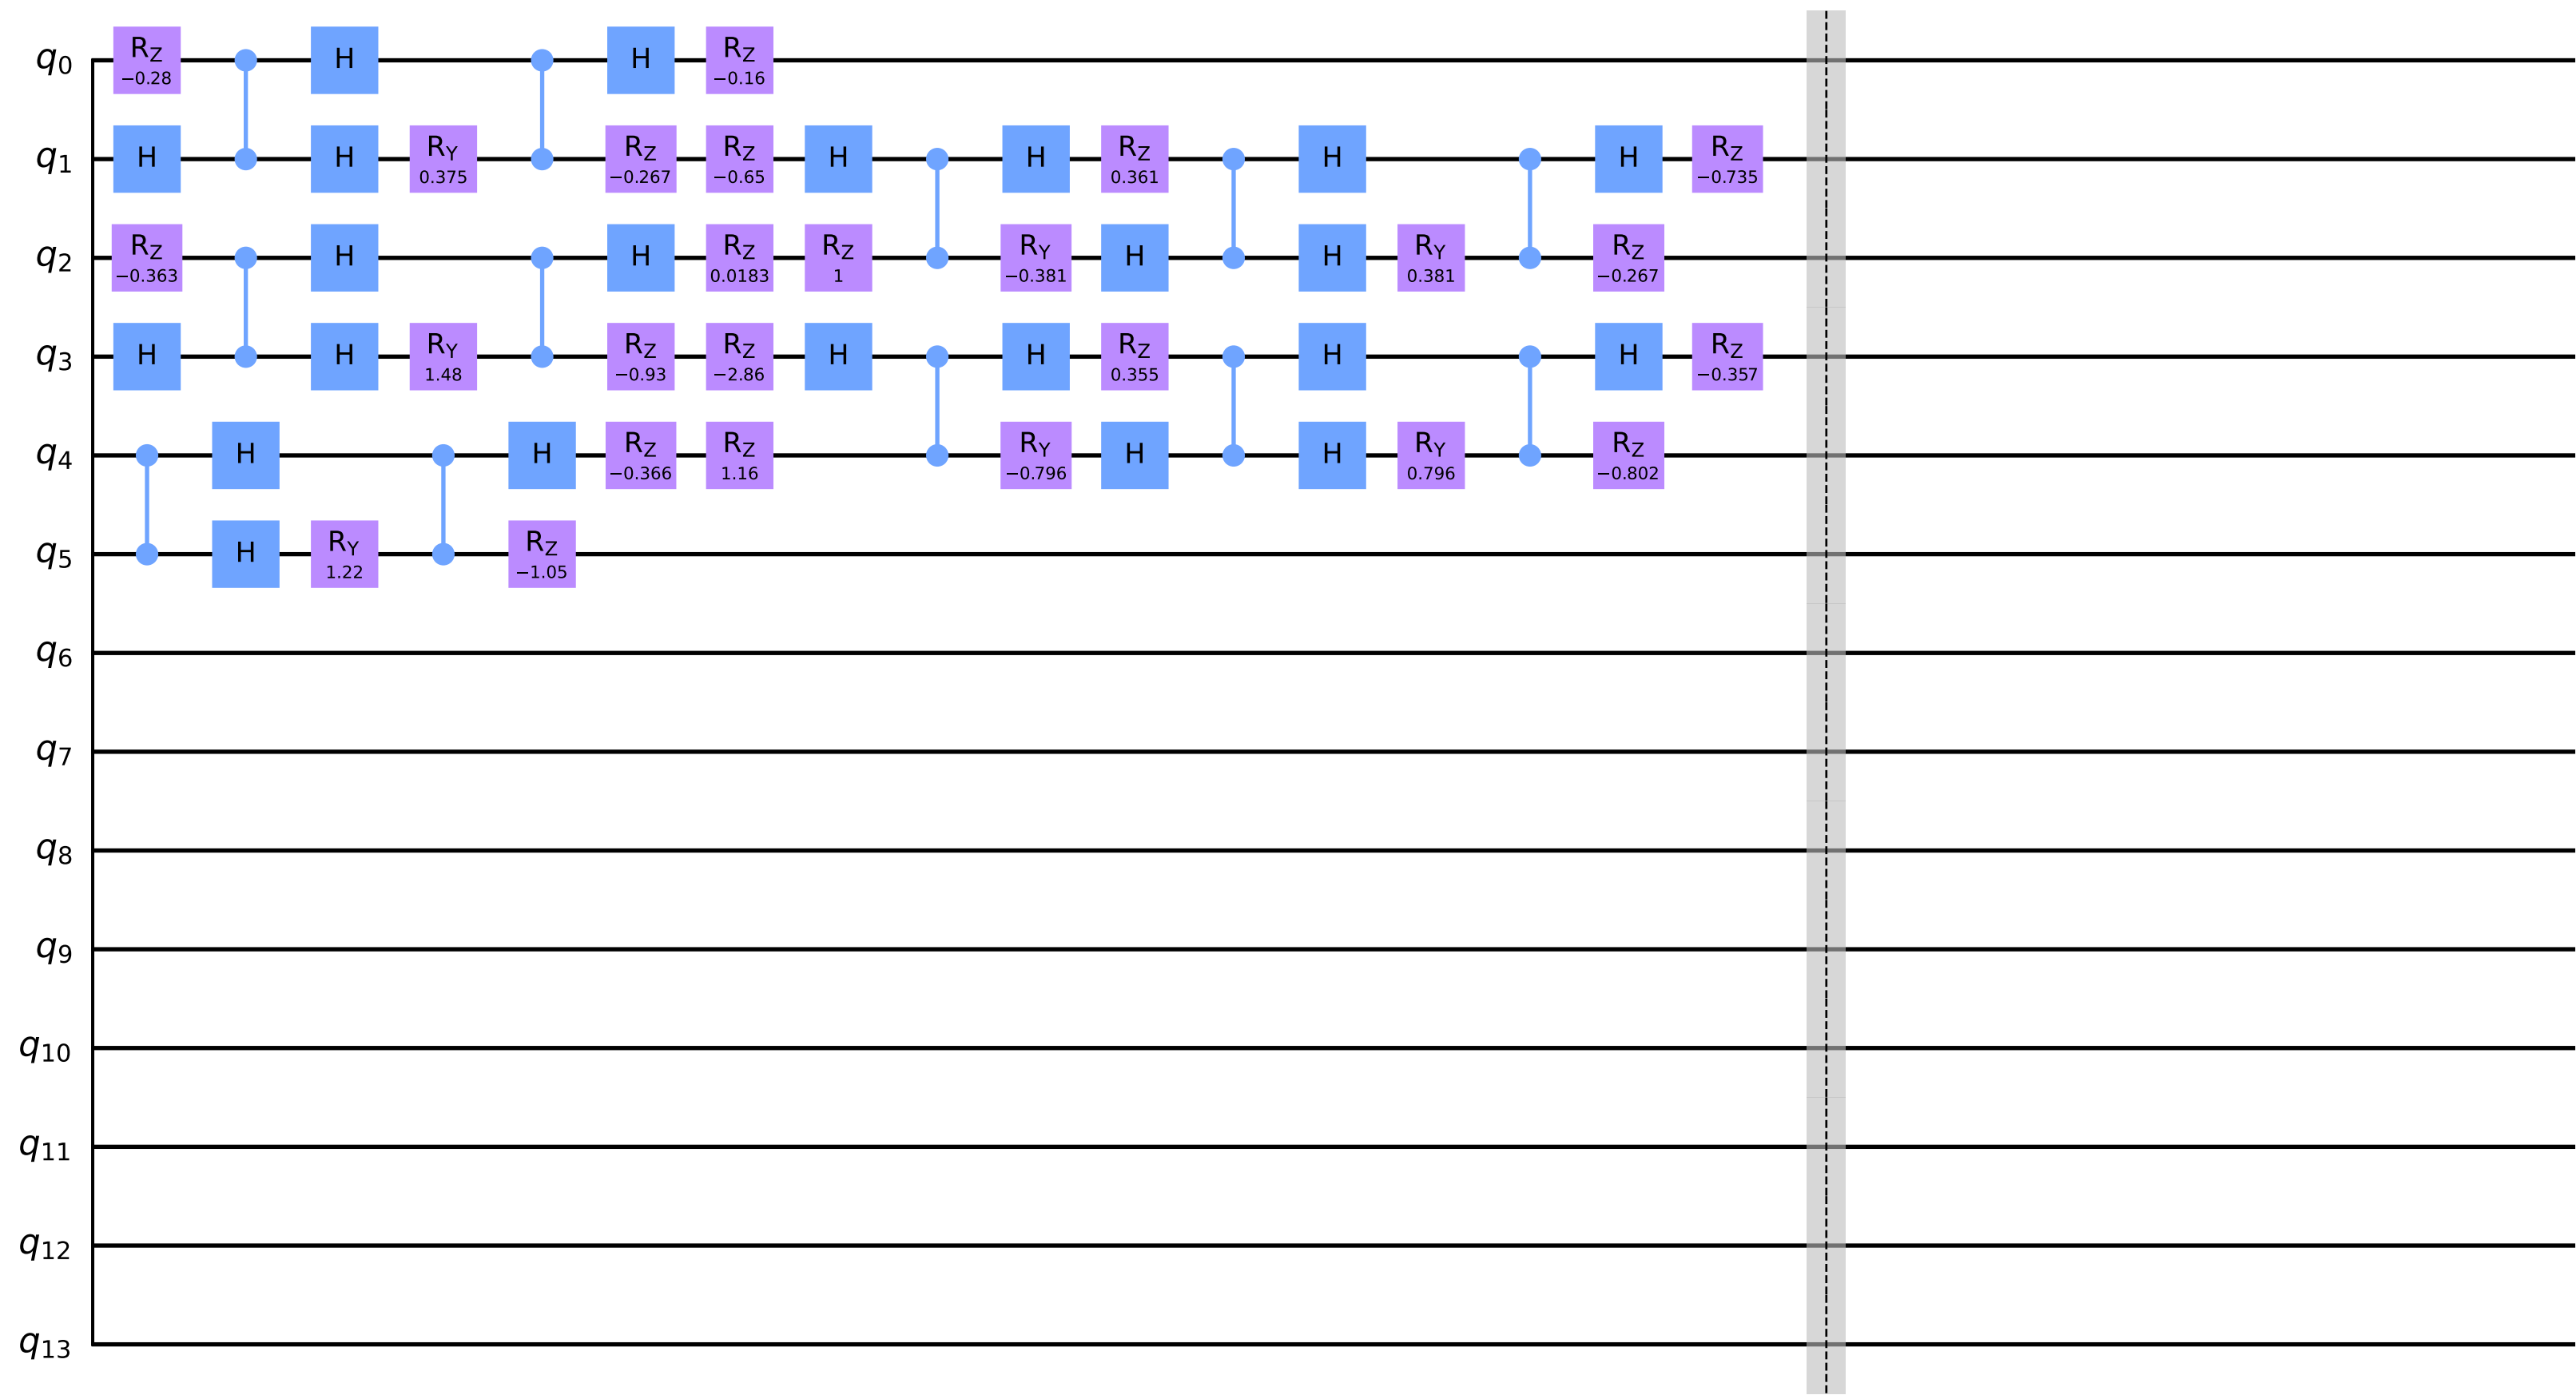 q0 RZ −0.28 H H RZ −0.16
q1 H H RY 0.375 RZ −0.267 RZ −0.65 H H RZ 0.361 H H RZ −0.735
q2 RZ −0.363 H H RZ 0.0183 RZ 1 RY −0.381 H H RY 0.381 RZ −0.267
q3 H H RY 1.48 RZ −0.93 RZ −2.86 H H RZ 0.355 H H RZ −0.357
q4 H H RZ −0.366 RZ 1.16 RY −0.796 H H RY 0.796 RZ −0.802
q5 H RY 1.22 RZ −1.05
q6
q7
q8
q9
q10
q11
q12
q13